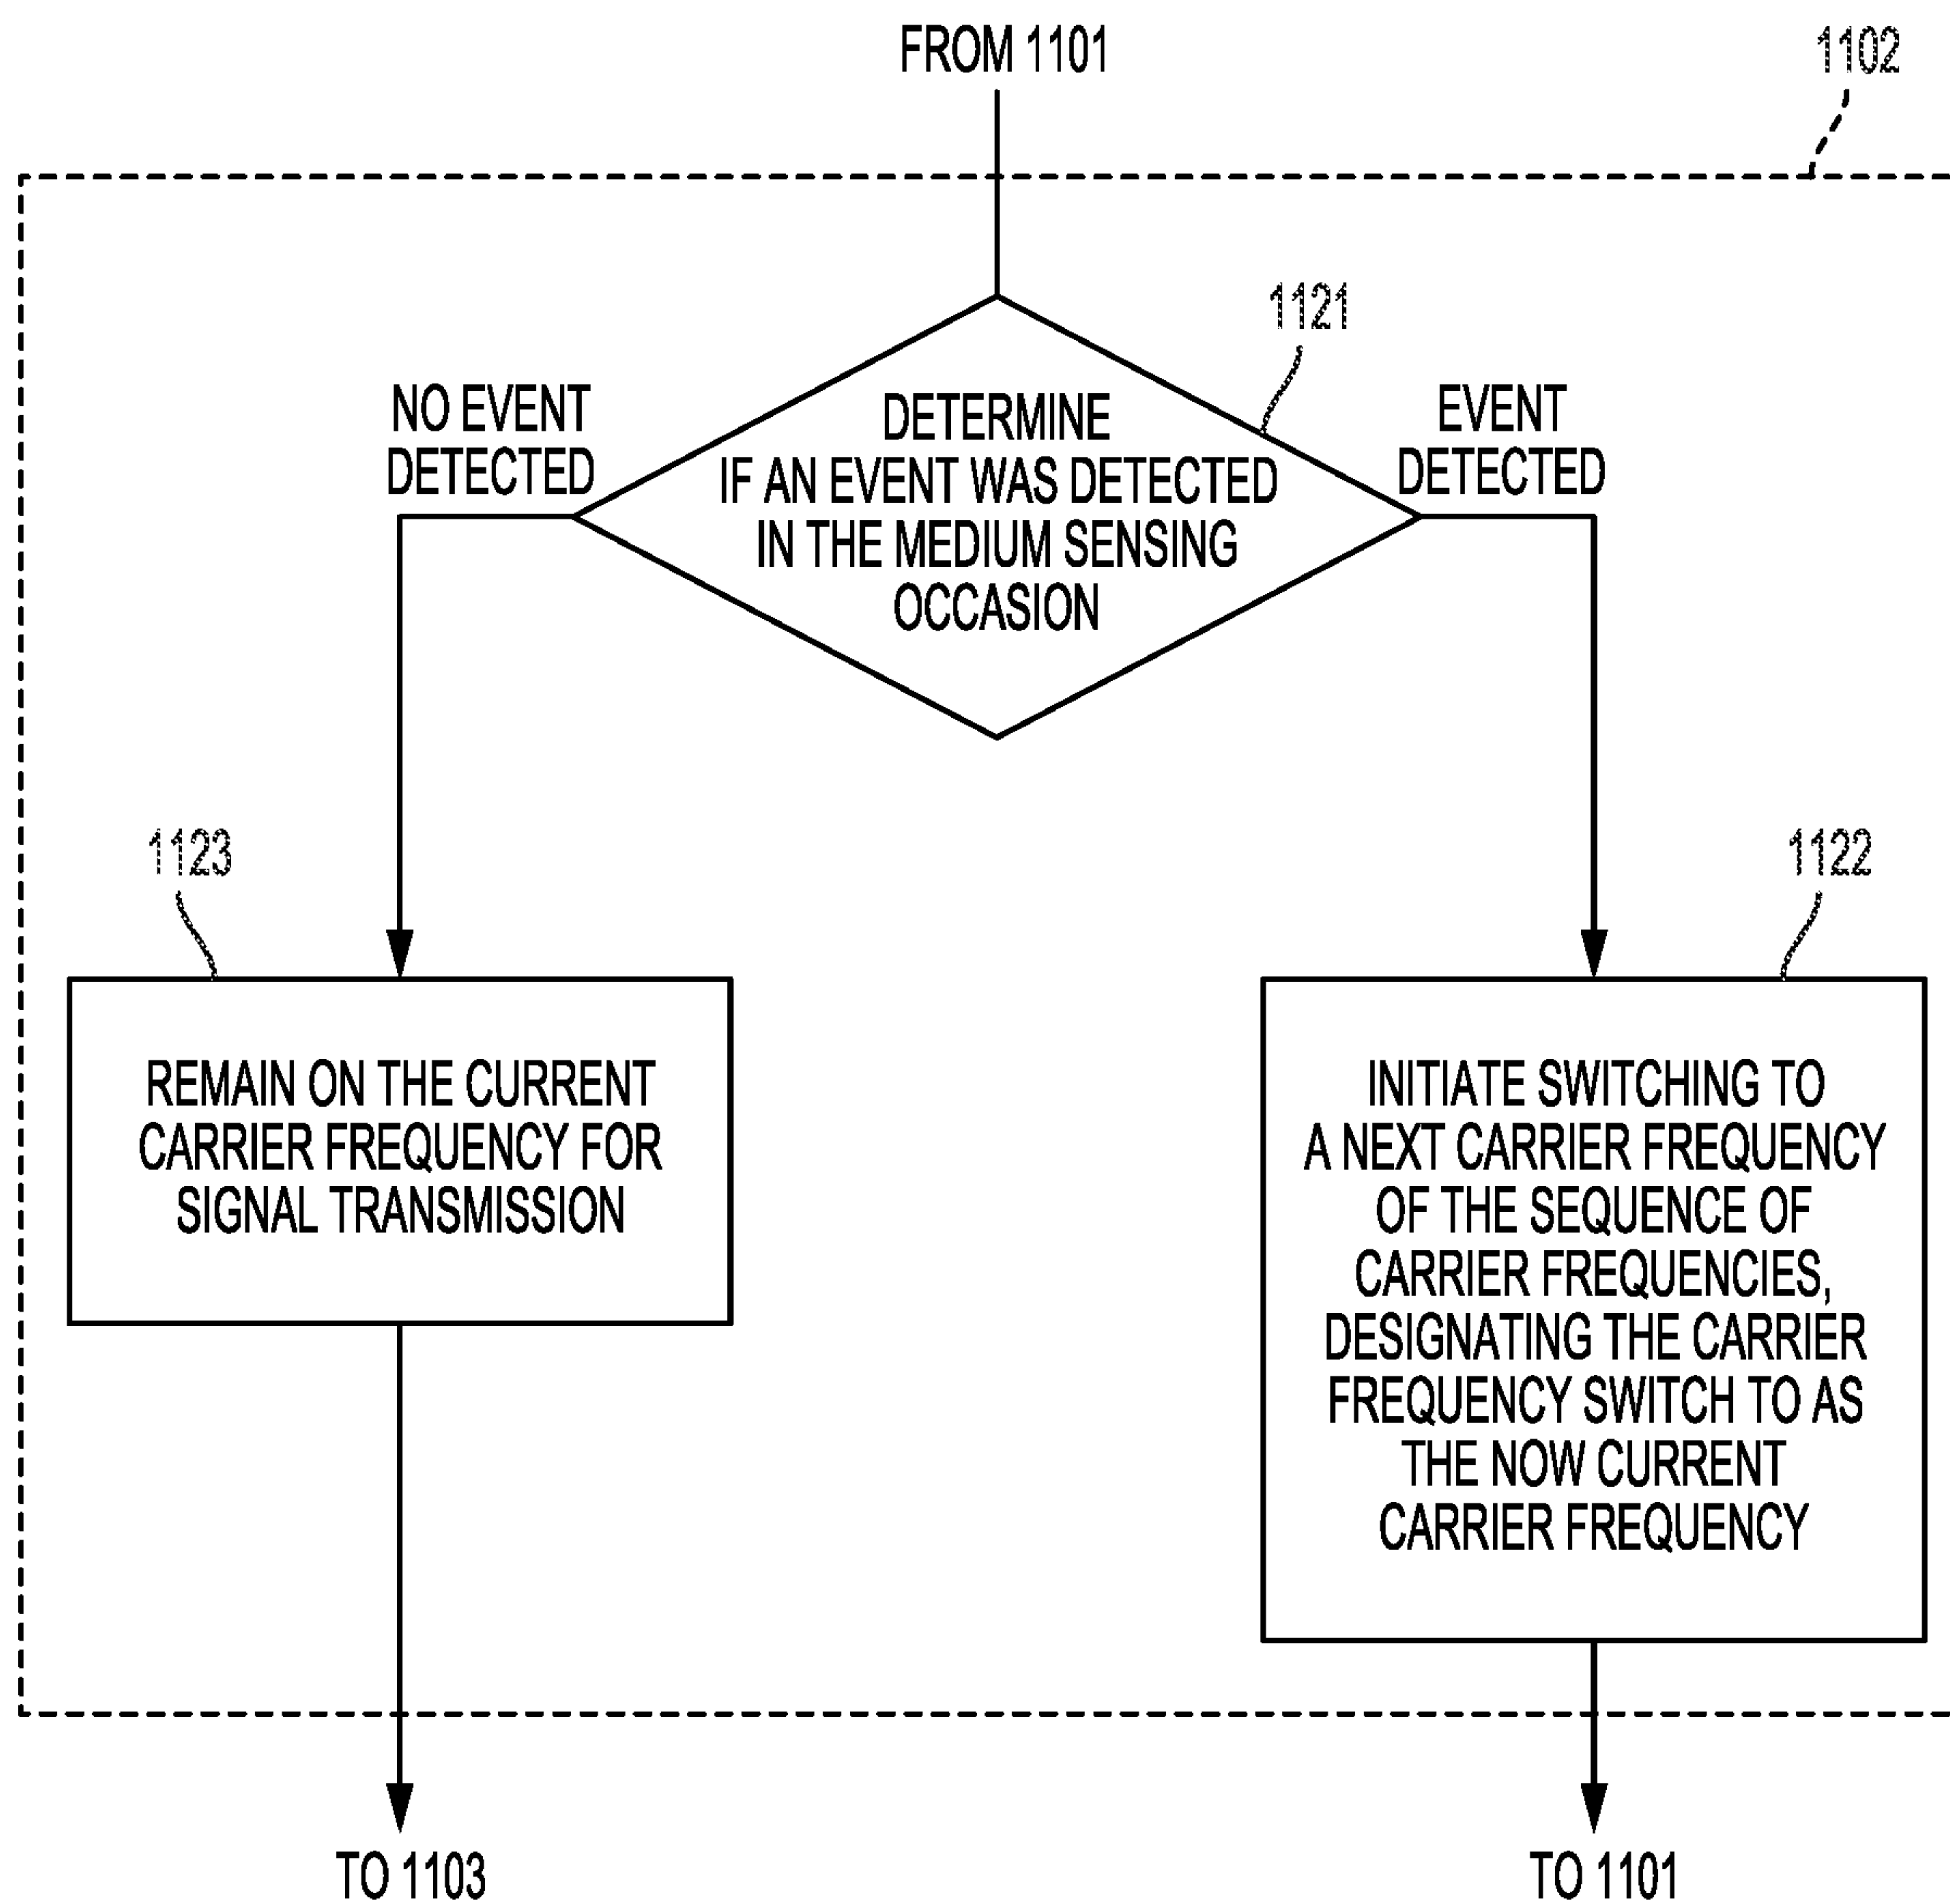 FROM 1101
1102
1121
NO EVENT
DETECTED
DETERMINE
IF AN EVENT WAS DETECTED
IN THE MEDIUM SENSING
OCCASION
EVENT
DETECTED
1123
1122
REMAIN ON THE CURRENT
CARRIER FREQUENCY FOR
SIGNAL TRANSMISSION
INITIATE SWITCHING TO
A NEXT CARRIER FREQUENCY
OF THE SEQUENCE OF
CARRIER FREQUENCIES,
DESIGNATING THE CARRIER
FREQUENCY SWITCH TO AS
THE NOW CURRENT
CARRIER FREQUENCY
TO 1103
TO 1101